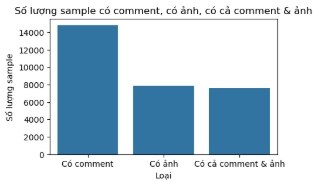 Số lượng sample có comment, có ảnh, có cả comment & ảnh
14000
12000
10000
8000
6000
4000
2000
0
Số lượng sample
Có comment
Có ảnh
Có cả comment & ảnh
Loại